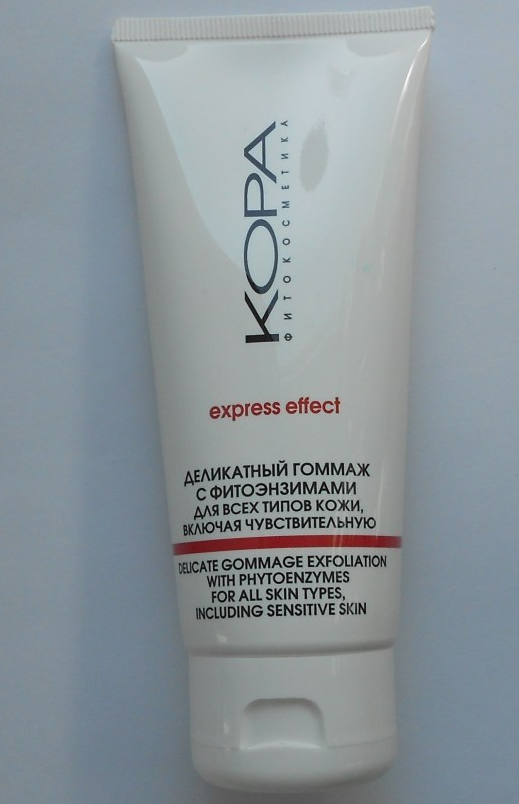 КОРА
ФИТОКОСМЕТИКА
express effect
ДЕЛИКАТНЫЙ ГОММАЖ
С ФИТОЭНЗИМАМИ
ДЛЯ ВСЕХ ТИПОВ КОЖИ,
ВКЛЮЧАЯ ЧУВСТВИТЕЛЬНУЮ
DELICATE GOMMAGE EXFOLIATION
WITH PHYTOENZYMES
FOR ALL SKIN TYPES,
INCLUDING SENSITIVE SKIN